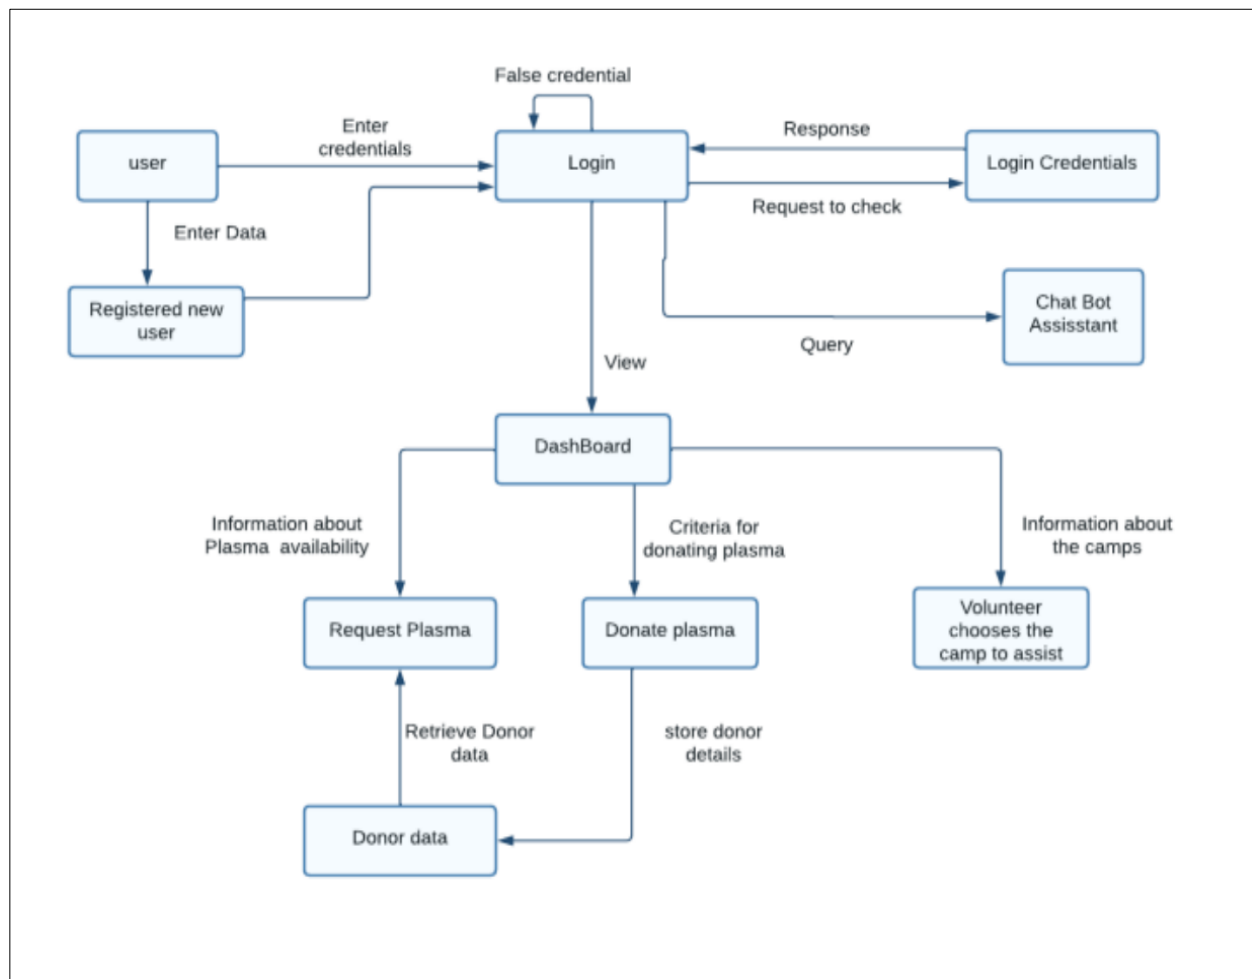 False credential
Enter
credentials
Response
user
Login
Login Credentials
Request to check
Enter Data
Registered new
user
Chat Bot
Assisstant
Query
View
DashBoard
Information about
Plasma availability
Criteria for
donating plasma
Information about
the camps
Request Plasma
Donate plasma
Volunteer
chooses the
camp to assist
Retrieve Donor
data
store donor
details
Donor data